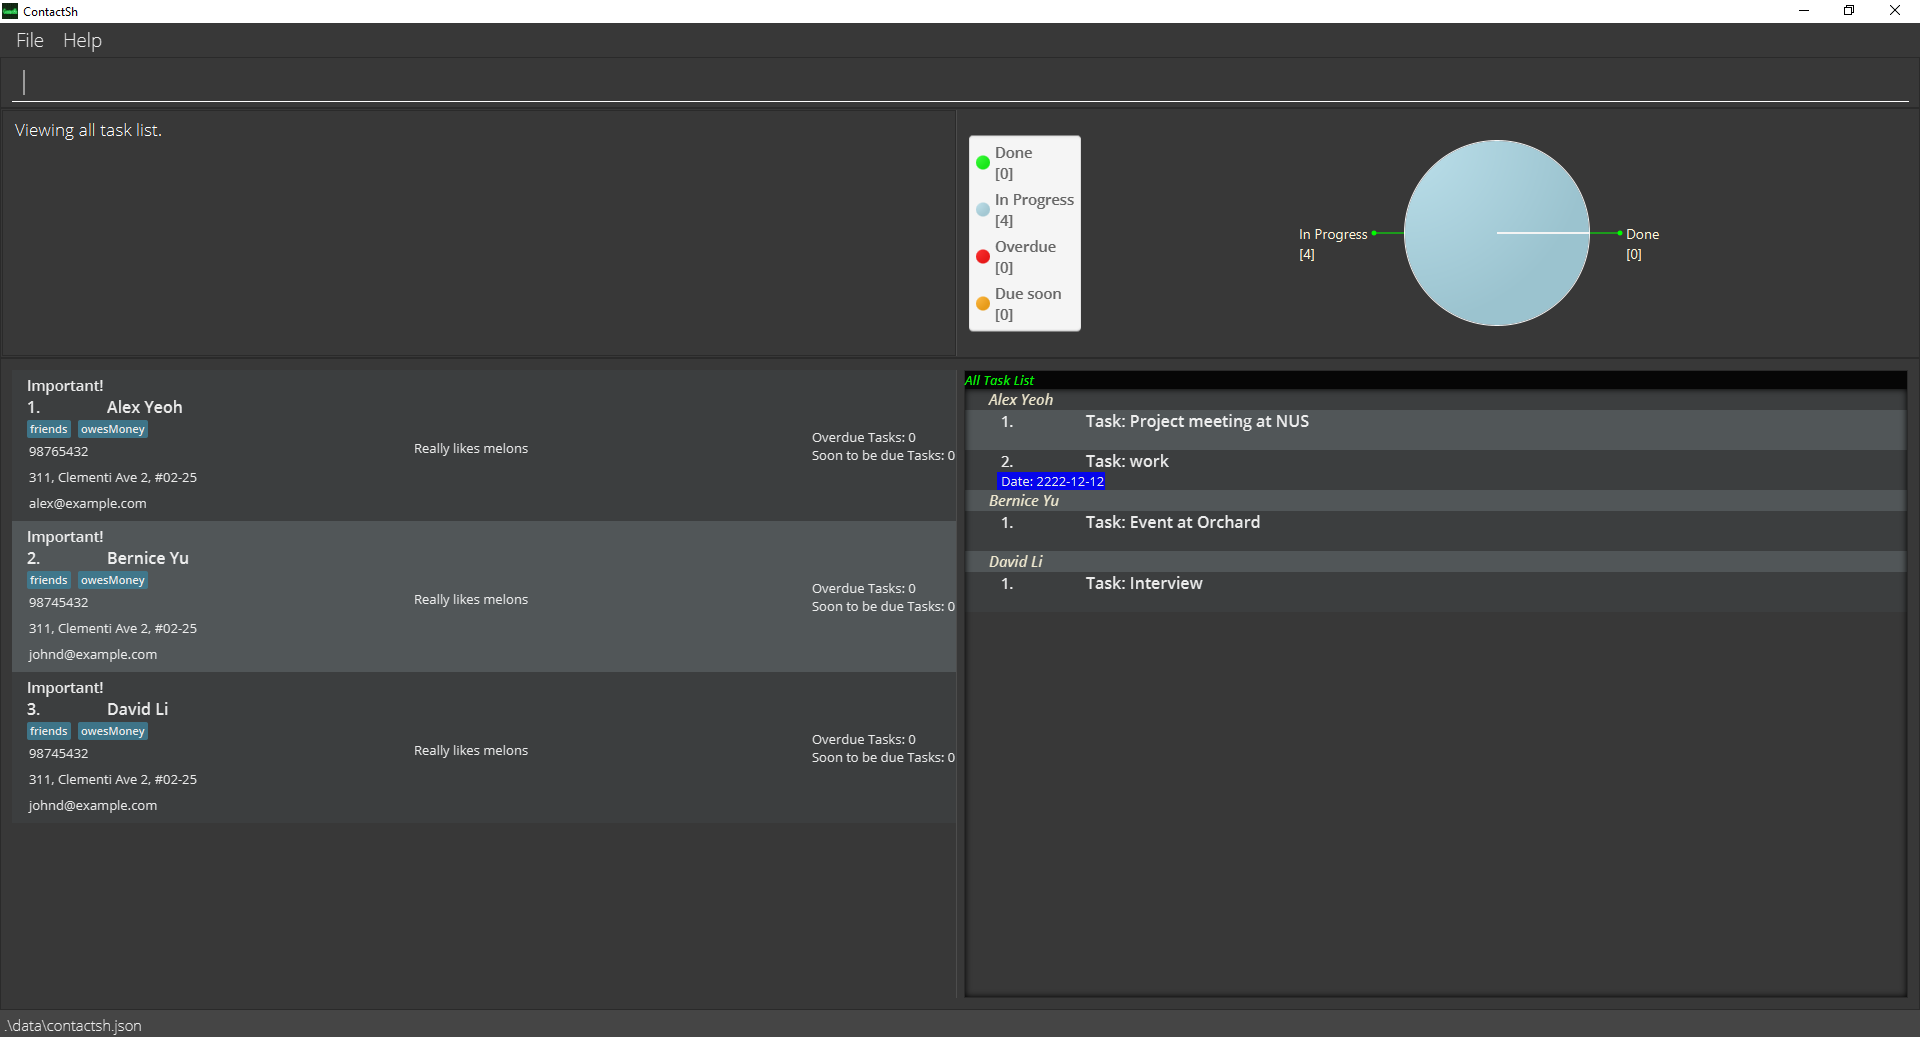 ContactSh
File Help
Viewing all task list.
Done
[0]
In Progress
[4]
Overdue
[0]
Due soon
[0]
In Progress
[4]
Done
[0]
Important!
1. Alex Yeoh
friends owesMoney
98765432
311, Clementi Ave 2, #02-25
alex@example.com
Really likes melons
Overdue Tasks: 0
Soon to be due Tasks: 0
Important!
2. Bernice Yu
friends owesMoney
98745432
311, Clementi Ave 2, #02-25
johnd@example.com
Really likes melons
Overdue Tasks: 0
Soon to be due Tasks: 0
Important!
3. David Li
friends owesMoney
98745432
311, Clementi Ave 2, #02-25
johnd@example.com
Really likes melons
Overdue Tasks: 0
Soon to be due Tasks: 0
All Task List
Alex Yeoh
1. Task: Project meeting at NUS
2. Task: work
Date: 2222-12-12
Bernice Yu
1. Task: Event at Orchard
David Li
1. Task: Interview
.\data\contactsh.json